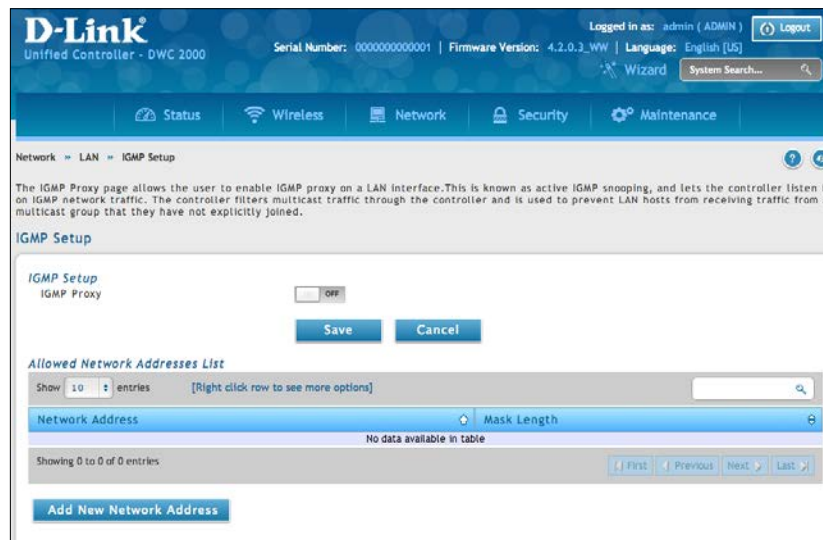 D-Link
Unified Controller - DWC 2000
Logged in as: admin ( ADMIN ) Logout
Serial Number: 0000000000001 | Firmware Version: 4.2.0.3_WW | Language: English [US]
Wizard System Search...
Status Wireless Network Security Maintenance
Network » LAN » IGMP Setup
The IGMP Proxy page allows the user to enable IGMP proxy on a LAN interface.This is known as active IGMP snooping, and lets the controller listen
on IGMP network traffic. The controller filters multicast traffic through the controller and is used to prevent LAN hosts from receiving traffic from
multicast group that they have not explicitly joined.
IGMP Setup
IGMP Setup
IGMP Proxy OFF
Save Cancel
Allowed Network Addresses List
Show 10 entries [Right click row to see more options]
Network Address Mask Length
No data available in table
Showing 0 to 0 of 0 entries First Previous Next Last
Add New Network Address